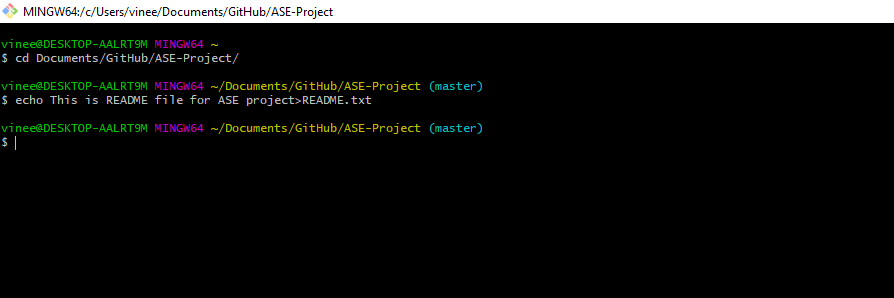 MINGW64:/c/Users/vinee/Documents/GitHub/ASE-Project
vinee@DESKTOP-AALRT9M MINGW64 ~
$ cd Documents/GitHub/ASE-Project/
vinee@DESKTOP-AALRT9M MINGW64 ~/Documents/GitHub/ASE-Project (master)
$ echo This is README file for ASE project>README.txt
vinee@DESKTOP-AALRT9M MINGW64 ~/Documents/GitHub/ASE-Project (master)
$